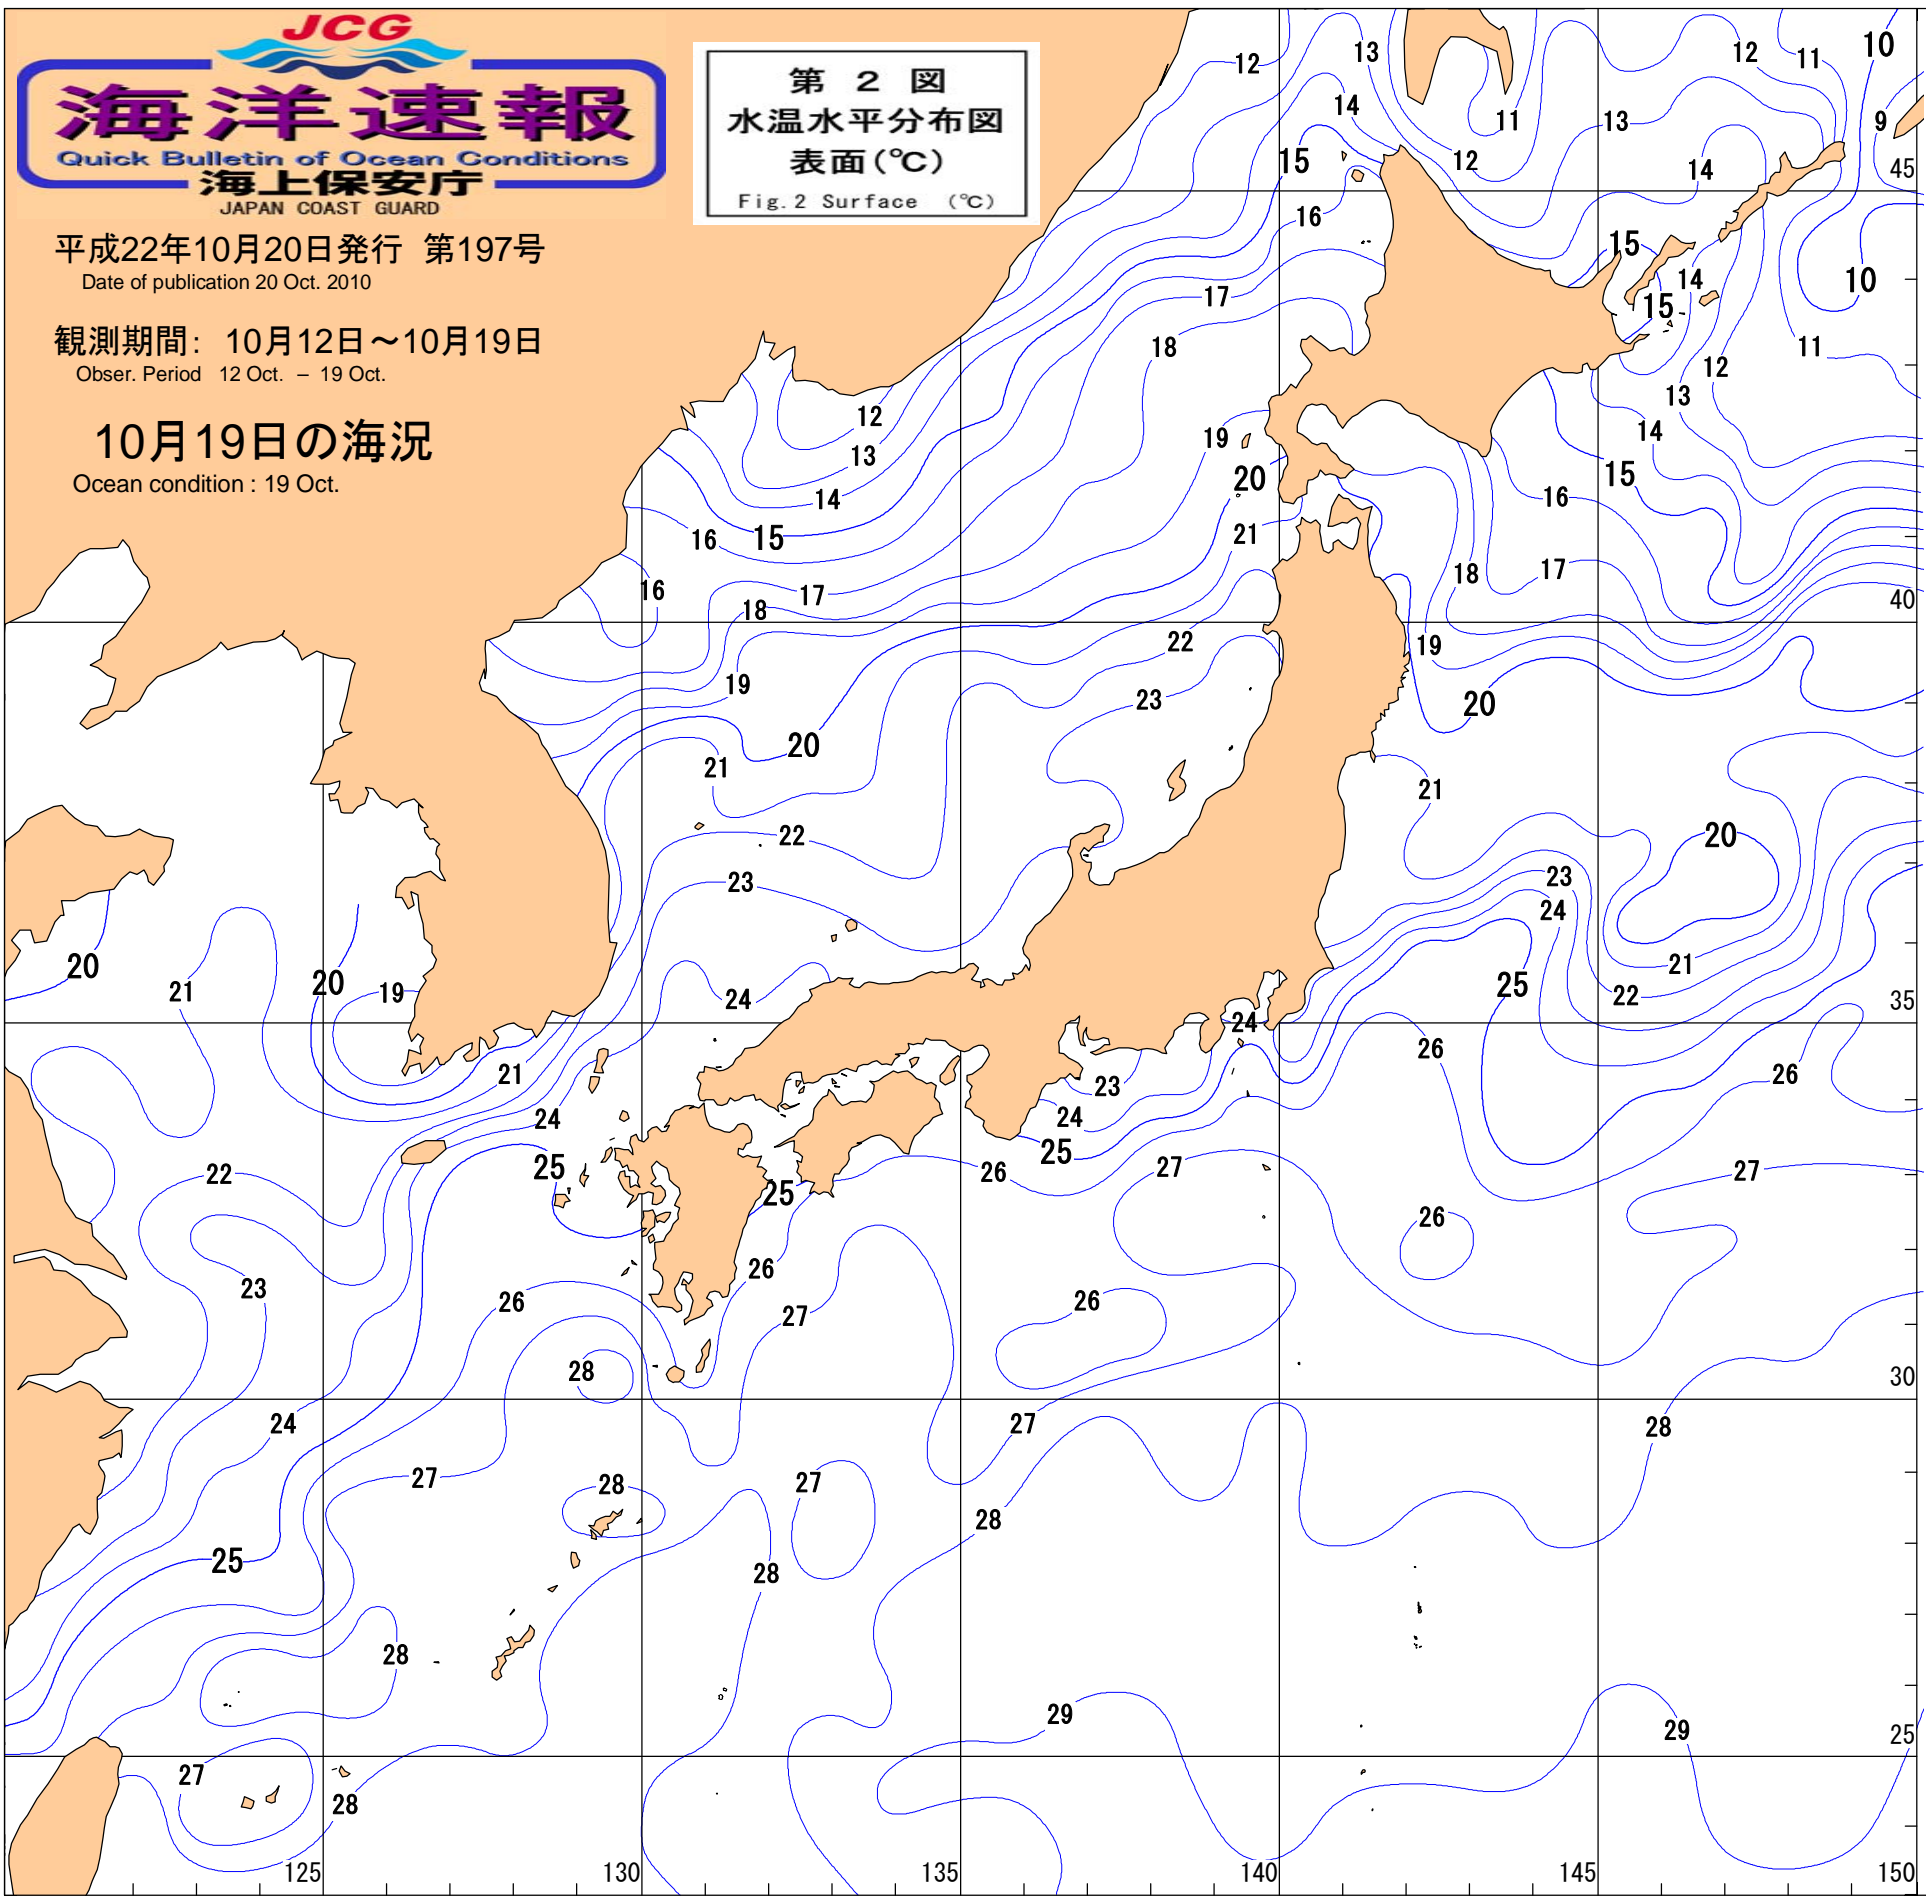 JCG
海洋速報
Quick Bulletin of Ocean Conditions
海上保安庁
JAPAN COAST GUARD
第 2 図
水温水平分布図
表面(℃)
Fig.2 Surface (℃)
平成22年10月20日発行 第197号
Date of publication 20 Oct. 2010
観測期間: 10月12日～10月19日
Obser. Period 12 Oct. – 19 Oct.
10月19日の海況
Ocean condition : 19 Oct.
12 13 12 11 10
14 11 13 9
15 12 14 45
16 15
17 14 15 10
18 11
12
12 13
19 14
13
20 15
14 16
16 15 21
16 17 18 17
18 40
22 19
19 23 20
20
21 21
22 20
23 23
24
20 21 20 19 24 25 21
22
35
24
21 26 26
23
24 24
25
22 25 26 27 27
25
26
23 26
26 26
27
28 30
24 27 28
27 28 27
28
25 28
28
29 29 25
27
28
125 130 135 140 145 150